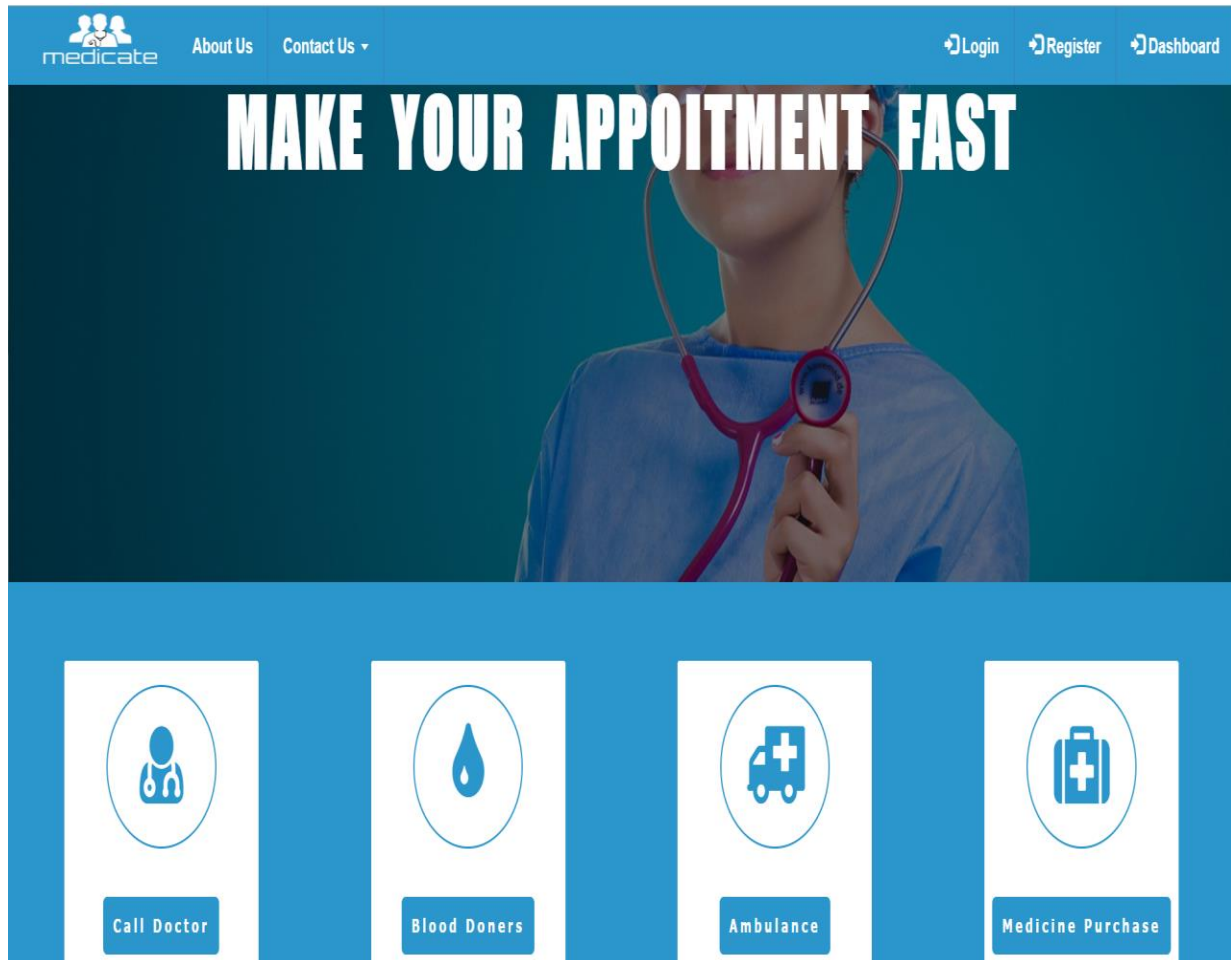 medicate
About Us
Contact Us
Login
Register
Dashboard
MAKE YOUR APPOITMENT FAST
Call Doctor
Blood Doners
Ambulance
Medicine Purchase